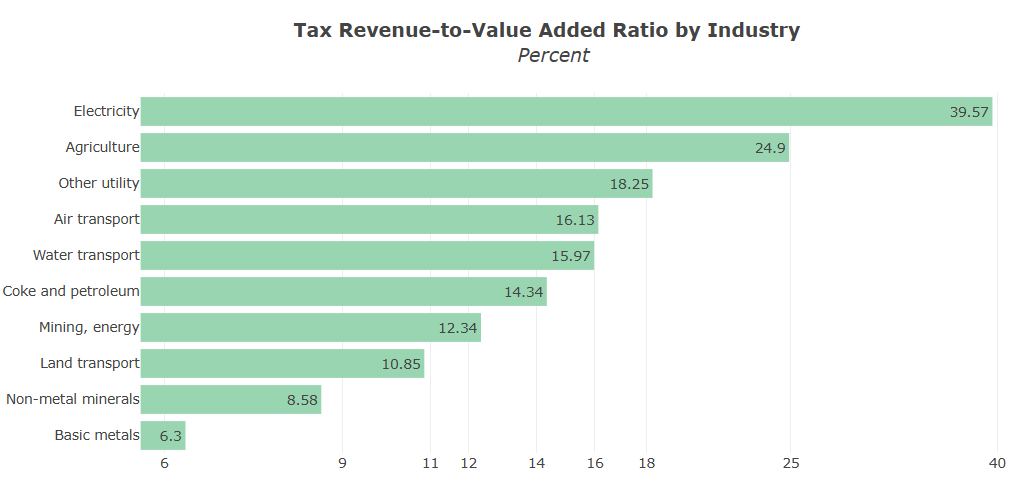 Tax Revenue-to-Value Added Ratio by Industry
Percent
Electricity 39.57
Agriculture 24.9
Other utility 18.25
Air transport 16.13
Water transport 15.97
Coke and petroleum 14.34
Mining, energy 12.34
Land transport 10.85
Non-metal minerals 8.58
Basic metals 6.3
6 9 11 12 14 16 18 25 40